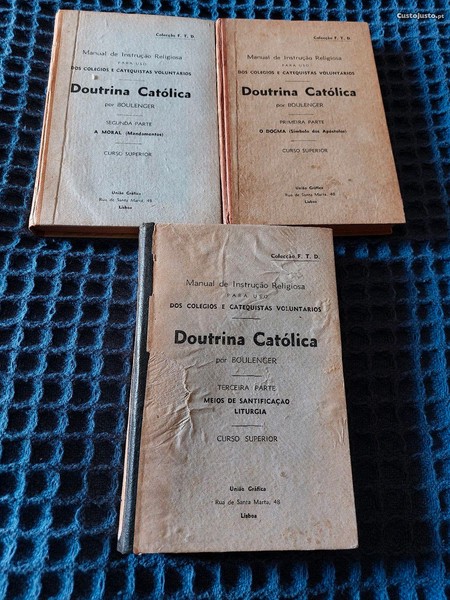 CustoJusto.pt
Colecção F. T. D.
Manual de Instrução Religiosa
PARA USO
DOS COLEGIOS E CATEQUISTAS VOLUNTARIOS
Doutrina Católica
por BOULENGER
SEGUNDA PARTE
A MORAL (Mandamentos)
CURSO SUPERIOR
União Gráfica
Rua de Santa Marta, 48
Lisboa
Colecção F. T. D.
Manual de Instrução Religiosa
PARA USO
DOS COLEGIOS E CATEQUISTAS VOLUNTARIOS
Doutrina Católica
por BOULENGER
PRIMEIRA PARTE
O DOGMA (Símbolo dos Apóstolos)
CURSO SUPERIOR
União Gráfica
Rua de Santa Marta, 48
Lisboa
Colecção F. T. D.
Manual de Instrução Religiosa
PARA USO
DOS COLEGIOS E CATEQUISTAS VOLUNTARIOS
Doutrina Católica
por BOULENGER
TERCEIRA PARTE
MEIOS DE SANTIFICAÇÃO
LITURGIA
CURSO SUPERIOR
União Gráfica
Rua de Santa Marta, 48
Lisboa